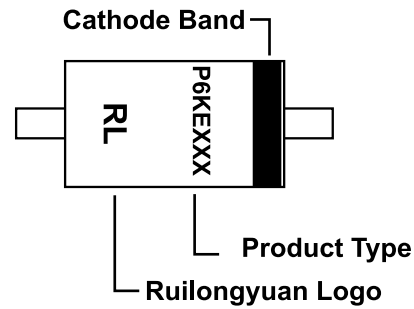 Cathode Band
P6KEXXX
RL
Product Type
Ruilongyuan Logo